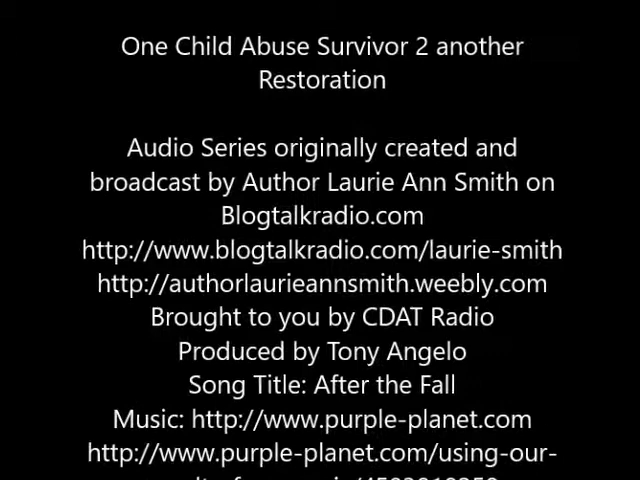 One Child Abuse Survivor 2 another
Restoration
Audio Series originally created and
broadcast by Author Laurie Ann Smith on
Blogtalkradio.com
http://www.blogtalkradio.com/laurie-smith
http://authorlaurieannsmith.weebly.com
Brought to you by CDAT Radio
Produced by Tony Angelo
Song Title: After the Fall
Music: http://www.purple-planet.com
http://www.purple-planet.com/using-our-